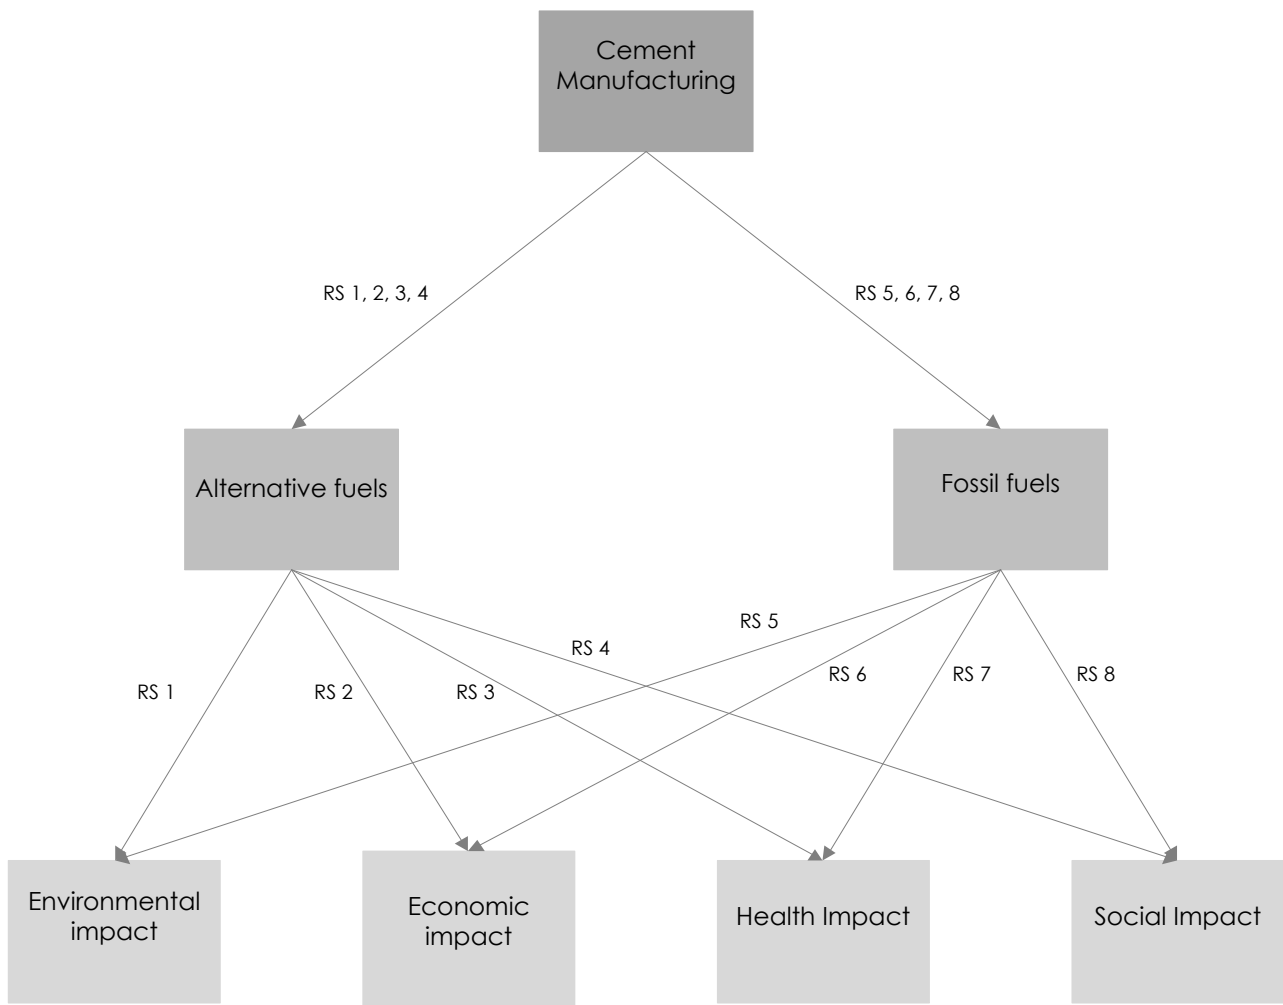 Cement
Manufacturing
RS 1, 2, 3, 4
RS 5, 6, 7, 8
Alternative fuels
Fossil fuels
RS 5
RS 4
RS 1
RS 2
RS 3
RS 6
RS 7
RS 8
Environmental
impact
Economic
impact
Health Impact
Social Impact